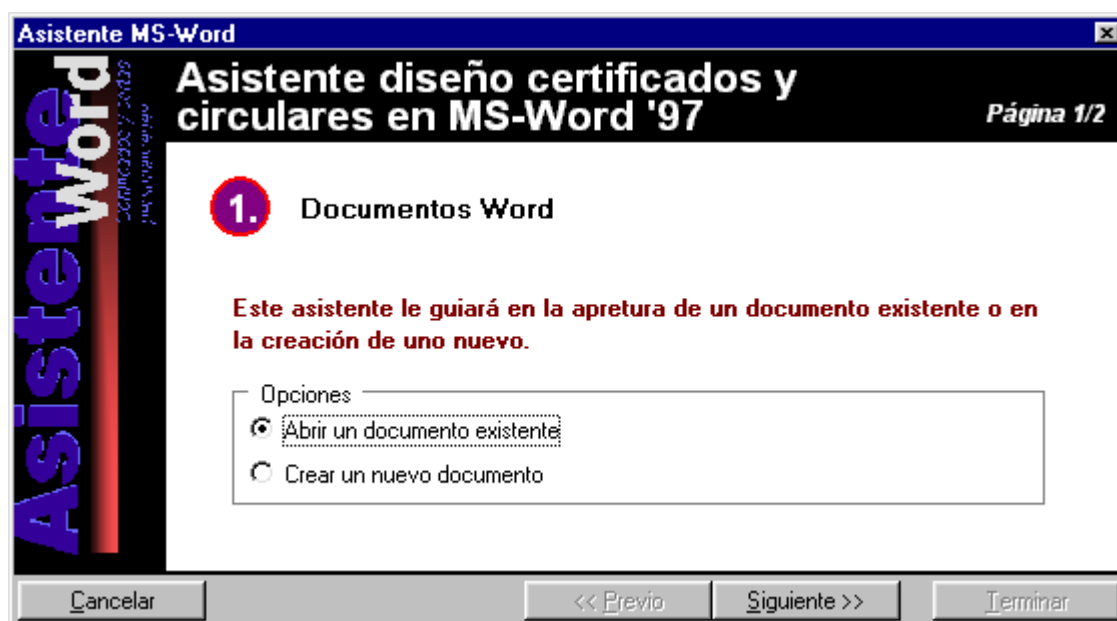 Asistente MS-Word
Asistente diseño certificados y
circulares en MS-Word '97
Página 1/2
Asistente
Word
1.
Documentos Word
Este asistente le guiará en la apretura de un documento existente o en
la creación de uno nuevo.
Opciones
Abrir un documento existente
Crear un nuevo documento
Cancelar
<< Previo
Siguiente >>
Terminar